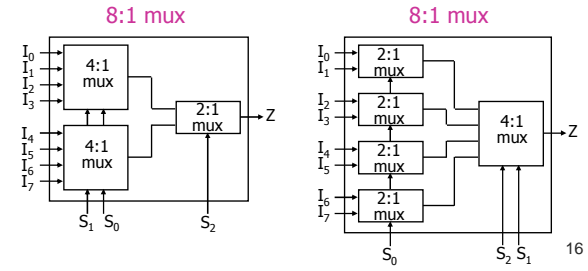 8:1 mux
I0
I1
I2
I3
4:1
mux
I4
I5
I6
I7
4:1
mux
2:1
mux
Z
S1 S0
S2
8:1 mux
I0
I1
2:1
mux
I2
I3
2:1
mux
I4
I5
2:1
mux
I6
I7
2:1
mux
4:1
mux
Z
S0
S2 S1
16